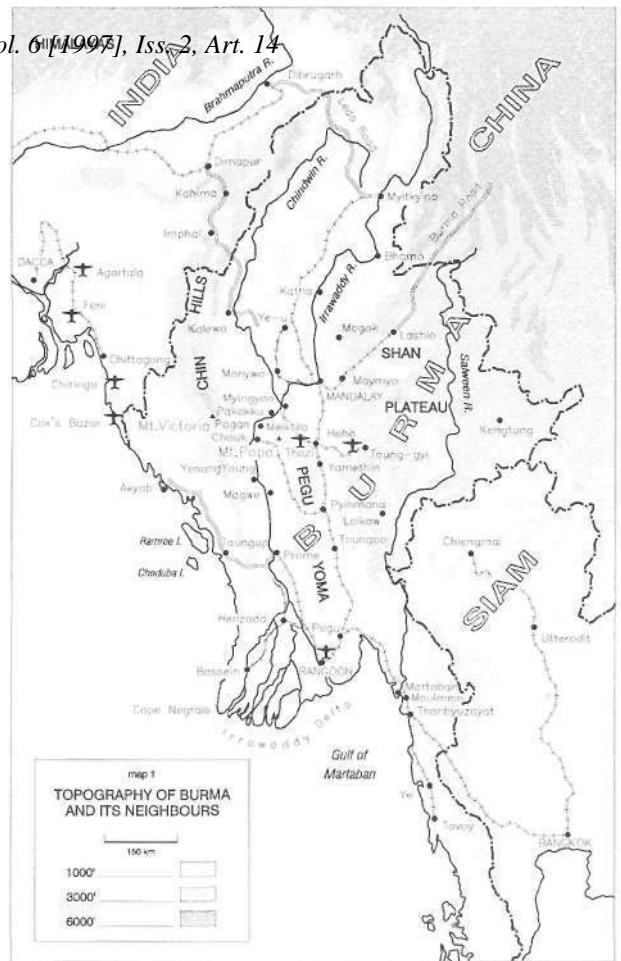 ol. 6 [1997], Iss. 2, Art. 14
HIMALAYAS
INDIA
CHINA
Brahmaputra R.
Dibrugarh
Ledo Road
Dimapur
Kohima
Chindwin R.
Myitkyina
Imphal
Burma Road
DACCA
Agartala
Bhamo
Feni
HILLS
Katha
Irrawaddy R.
Kalewa
Ye-u
Mogok
Lashio
Chittagong
CHIN
SHAN
Salween R.
Chiringa
Monywa
Maymyo
MANDALAY
PLATEAU
Myingyan
Pakokku
Cox's Bazar
Mt. Victoria
Pagan
Meiktila
Kengtung
Chauk
Heho
Mt. Popa
Thazi
Taung-gyi
BURMA
Yenangyoung
Yamethin
PEGU
Akyab
Magwe
Pyinmana
Loikaw
Ramree I.
Taungup
Prome
Toungoo
Chiengmai
Cheduba I.
YOMA
SIAM
Henzada
Pegu
Utterodit
Bassein
RANGOON
Martaban
Moulmein
Cape Negrais
Thanbyuzayat
Irrawaddy Delta
Gulf of
Martaban
Ye
Tavoy
BANGKOK
map 1
TOPOGRAPHY OF BURMA
AND ITS NEIGHBOURS
150 km
1000'
3000'
6000'